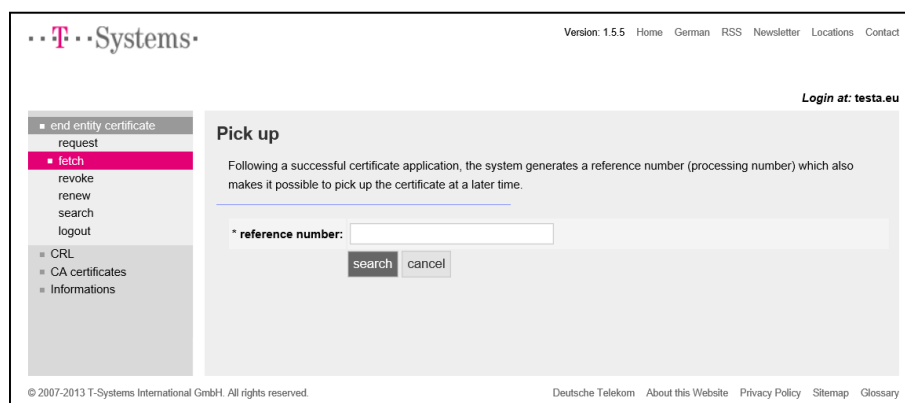 ··T··Systems·
Version: 1.5.5 Home German RSS Newsletter Locations Contact
Login at: testa.eu
end entity certificate
request
fetch
revoke
renew
search
logout
CRL
CA certificates
Informations
Pick up
Following a successful certificate application, the system generates a reference number (processing number) which also
makes it possible to pick up the certificate at a later time.
* reference number:
search cancel
© 2007-2013 T-Systems International GmbH. All rights reserved.
Deutsche Telekom About this Website Privacy Policy Sitemap Glossary